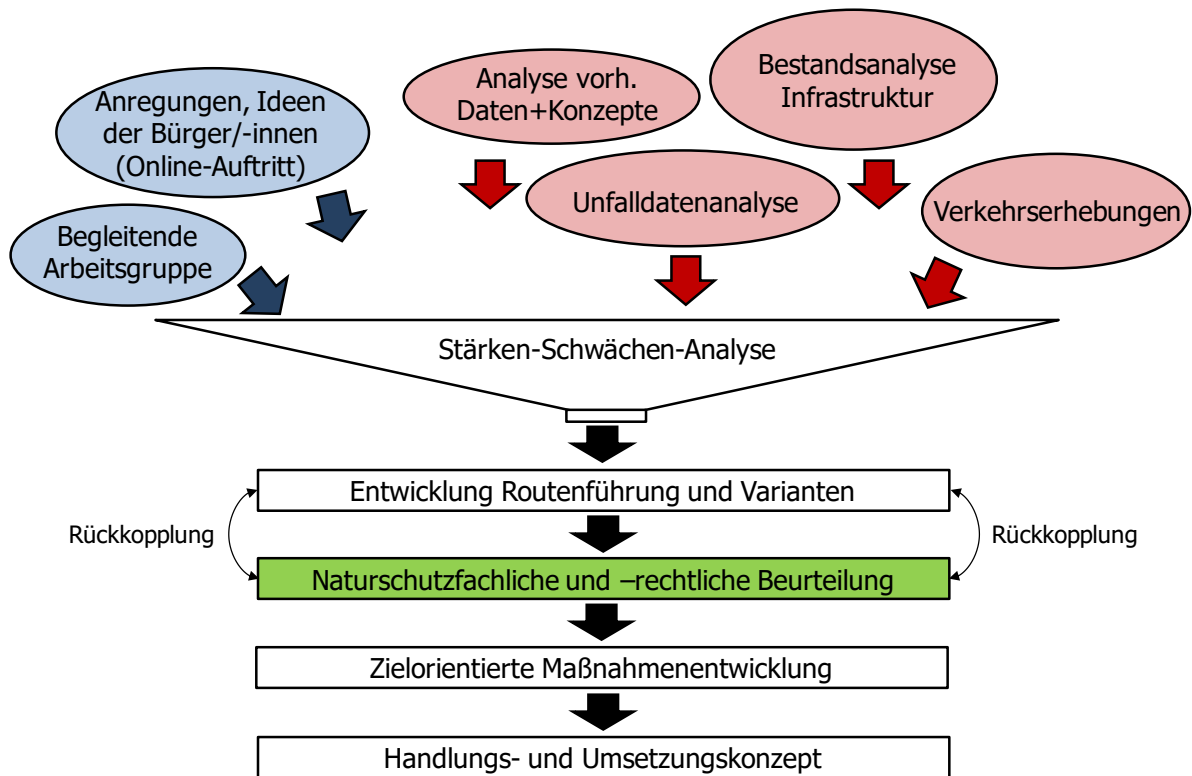 Anregungen, Ideen
der Bürger/-innen
(Online-Auftritt)
Begleitende
Arbeitsgruppe
Analyse vorh.
Daten+Konzepte
Bestandsanalyse
Infrastruktur
Unfalldatenanalyse
Verkehrserhebungen
Stärken-Schwächen-Analyse
Entwicklung Routenführung und Varianten
Rückkopplung
Rückkopplung
Naturschutzfachliche und –rechtliche Beurteilung
Zielorientierte Maßnahmenentwicklung
Handlungs- und Umsetzungskonzept